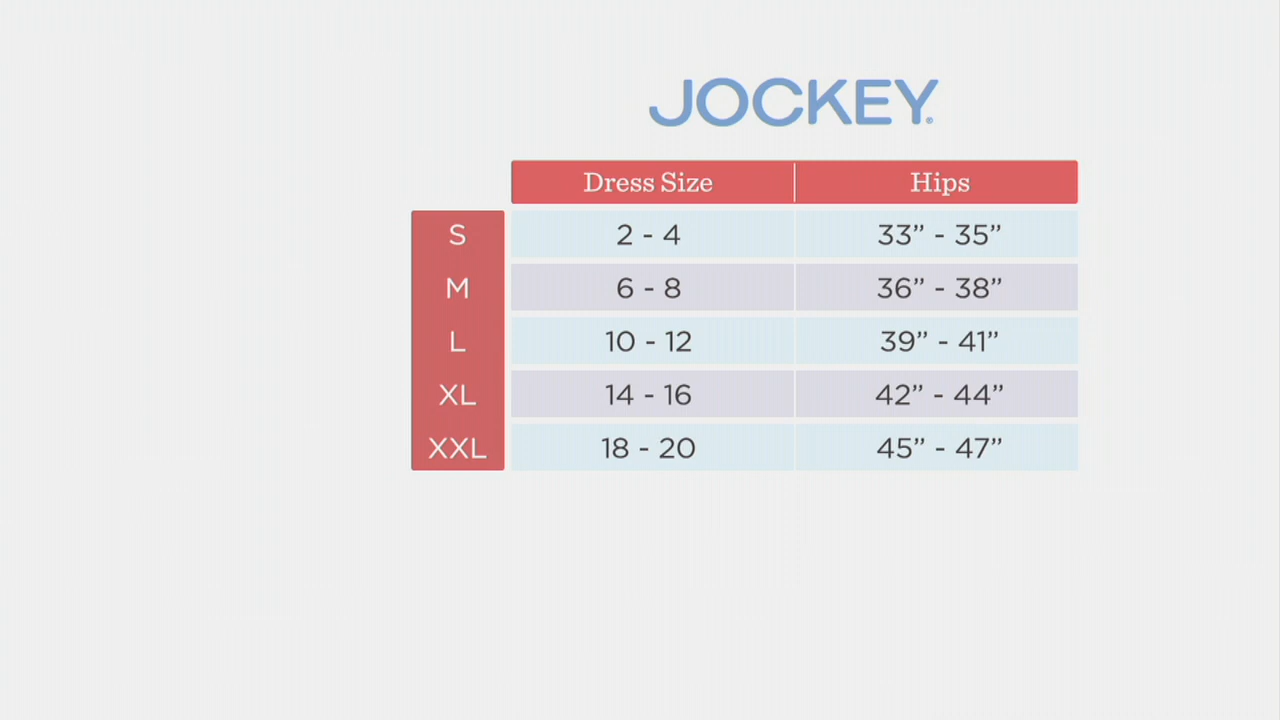 JOCKEY®
Dress Size Hips
S 2 - 4 33” - 35”
M 6 - 8 36” - 38”
L 10 - 12 39” - 41”
XL 14 - 16 42” - 44”
XXL 18 - 20 45” - 47”